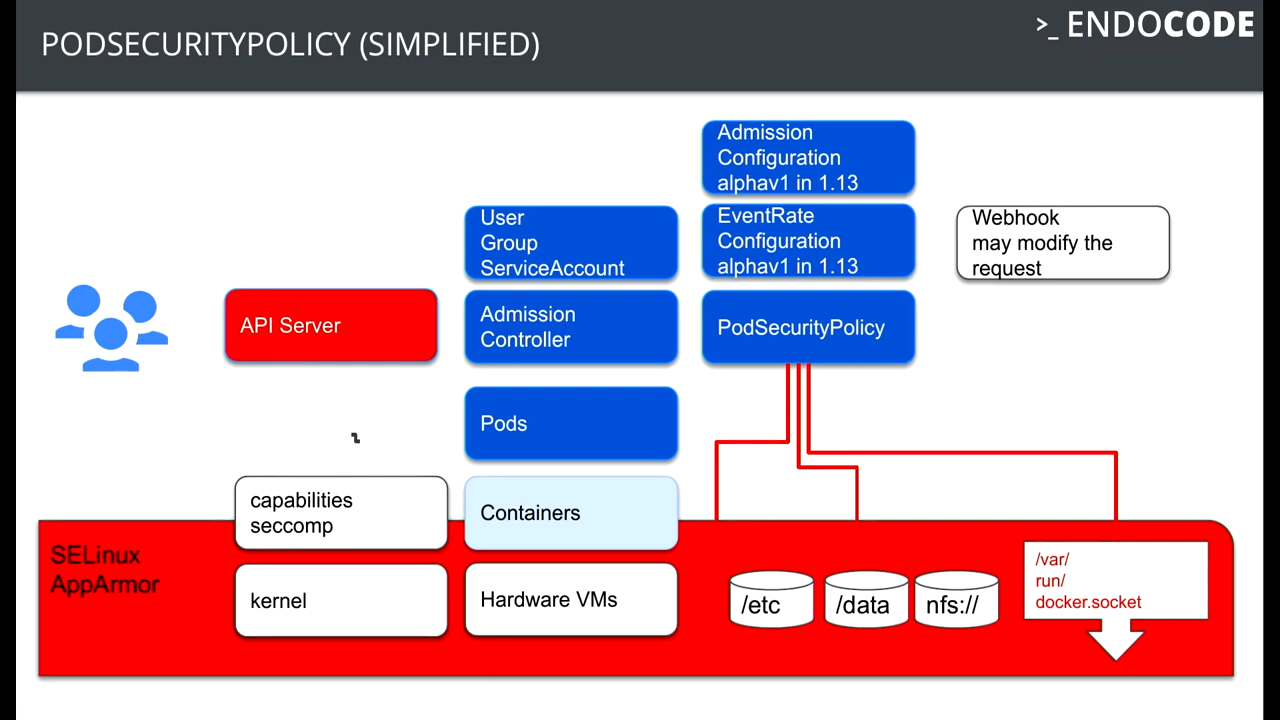 PODSECURITYPOLICY (SIMPLIFIED)
>_ ENDOCODE
Admission
Configuration
alphav1 in 1.13
User
Group
ServiceAccount
EventRate
Configuration
alphav1 in 1.13
Webhook
may modify the
request
API Server
Admission
Controller
PodSecurityPolicy
Pods
capabilities
seccomp
Containers
SELinux
AppArmor
kernel
Hardware VMs
/etc
/data
nfs://
/var/
run/
docker.socket